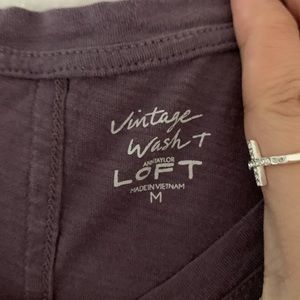 Vintage
Wash T
ANN TAYLOR
LOFT
MADE IN VIETNAM
M